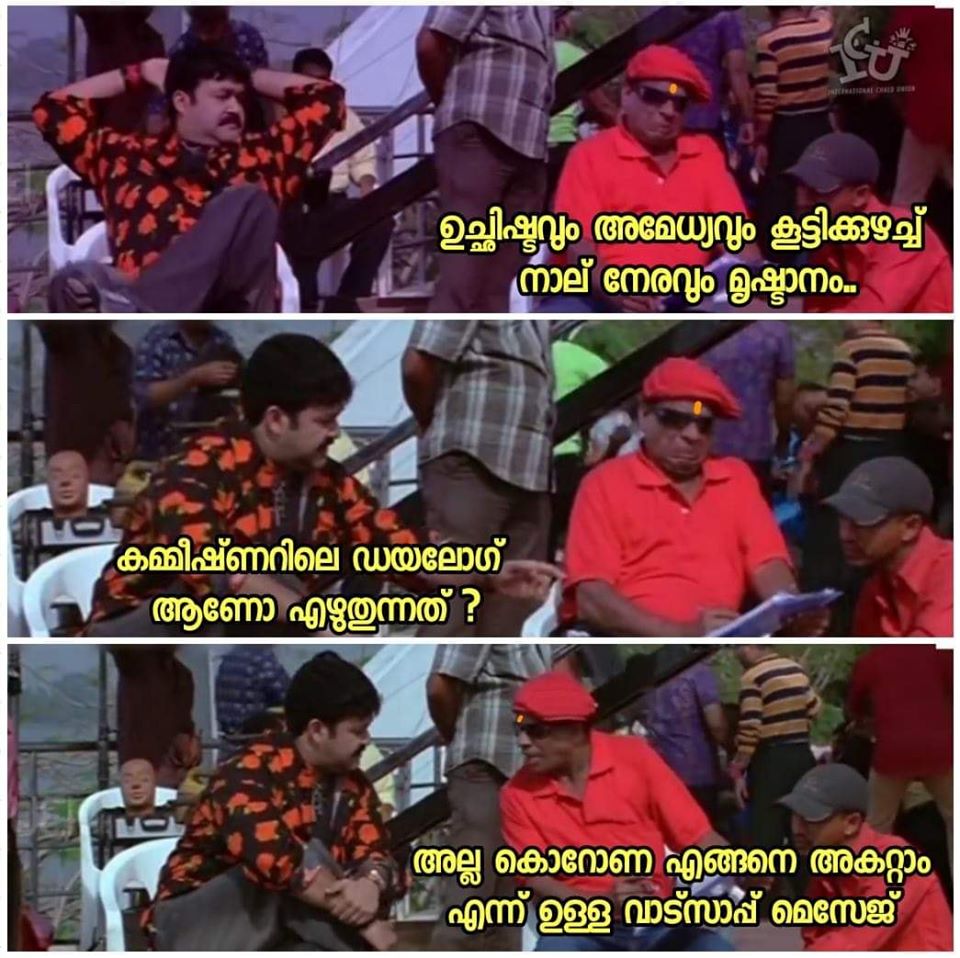 ICU
INTERNATIONAL CHALU UNION
ഉച്ഛിഷ്ടവും അമേധ്യവും കൂട്ടിക്കുഴച്ച്
നാല് നേരവും മൃഷ്ടാനം..
കമ്മീഷ്ണറിലെ ഡയലോഗ്
ആണോ എഴുതുന്നത് ?
അല്ല കൊറോണ എങ്ങനെ അകറ്റാം
എന്ന് ഉള്ള വാട്സാപ്പ് മെസേജ്